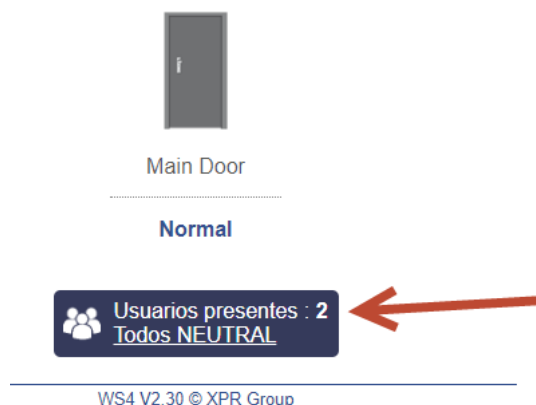 Main Door
Normal
Usuarios presentes : 2
Todos NEUTRAL
WS4 V2.30 © XPR Group